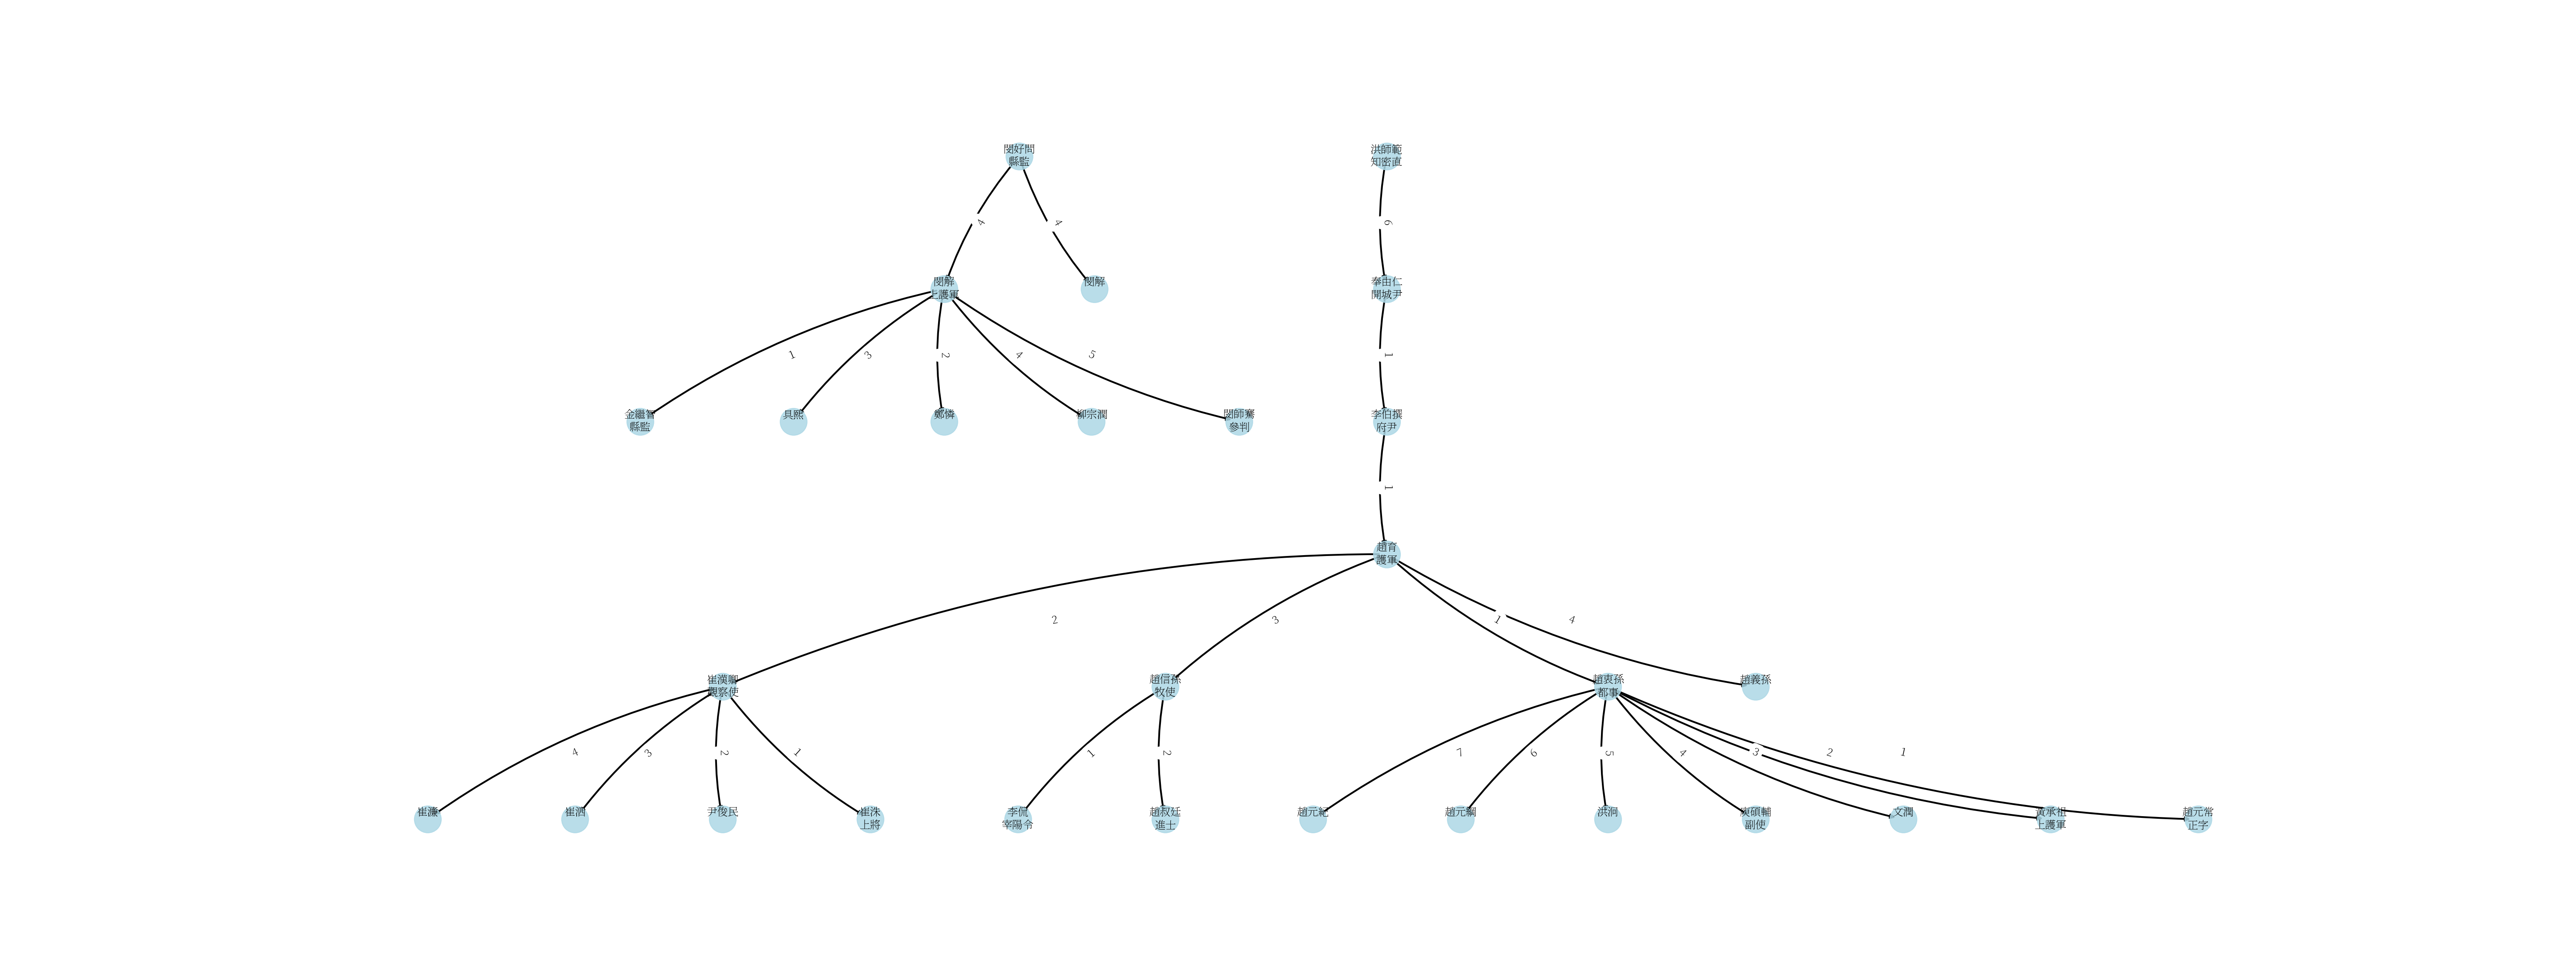 閔好問
縣監
洪師範
知密直
4
4
6
閔解
上護軍
閔解
奉由仁
開城尹
1
3
2
4
5
1
金繼智
縣監
具熙
鄭憐
柳宗潤
閔師騫
參判
李伯撰
府尹
1
趙育
護軍
2
3
1
4
崔漢卿
觀察使
趙信孫
牧使
趙衷孫
都事
趙義孫
4
3
2
1
1
2
7
6
5
4
3
2
1
崔濂
崔泗
尹俊民
崔洙
上將
李侃
宰陽令
趙叔廷
進士
趙元紀
趙元綱
洪泂
庾碩輔
副使
文潤
黃承祖
上護軍
趙元常
正字